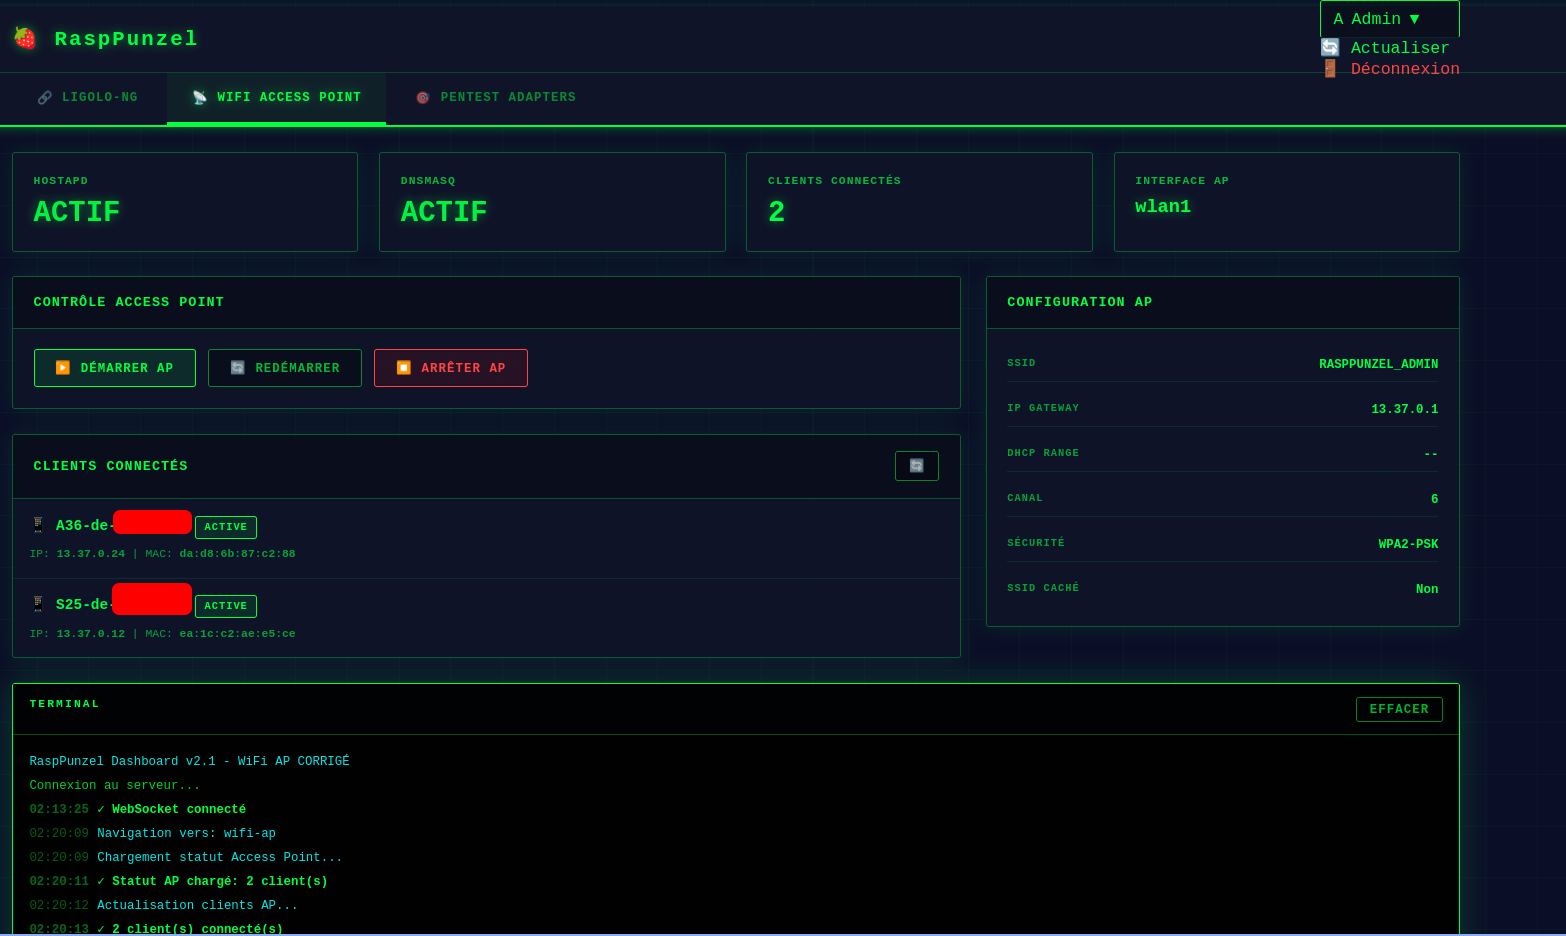 RaspPunzel
A Admin ▼
Actualiser
Déconnexion
LIGOLO-NG
WIFI ACCESS POINT
PENTEST ADAPTERS
HOSTAPD
ACTIF
DNSMASQ
ACTIF
CLIENTS CONNECTÉS
2
INTERFACE AP
wlan1
CONTRÔLE ACCESS POINT
DÉMARRER AP
REDÉMARRER
ARRÊTER AP
CLIENTS CONNECTÉS
A36-de- ACTIVE
IP: 13.37.0.24 | MAC: da:d8:6b:87:c2:88
S25-de- ACTIVE
IP: 13.37.0.12 | MAC: ea:1c:c2:ae:e5:ce
CONFIGURATION AP
SSID RASPPUNZEL_ADMIN
IP GATEWAY 13.37.0.1
DHCP RANGE --
CANAL 6
SÉCURITÉ WPA2-PSK
SSID CACHÉ Non
TERMINAL
EFFACER
RaspPunzel Dashboard v2.1 - WiFi AP CORRIGÉ
Connexion au serveur...
02:13:25 ✓ WebSocket connecté
02:20:09 Navigation vers: wifi-ap
02:20:09 Chargement statut Access Point...
02:20:11 ✓ Statut AP chargé: 2 client(s)
02:20:12 Actualisation clients AP...
02:20:13 ✓ 2 client(s) connecté(s)